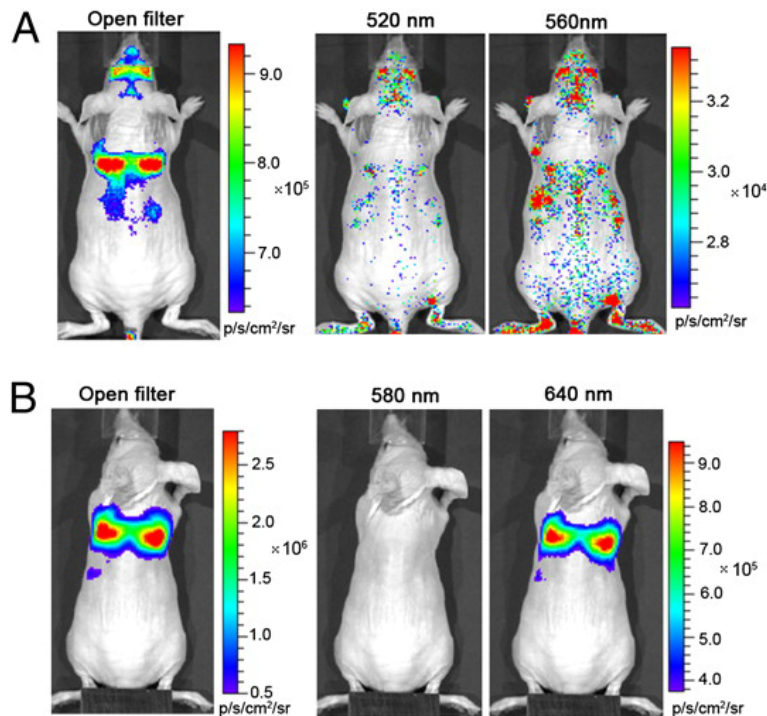 A
Open filter
520 nm
560nm
9.0
8.0
×10⁵
7.0
p/s/cm²/sr
3.2
3.0
×10⁴
2.8
p/s/cm²/sr
B
Open filter
580 nm
640 nm
2.5
2.0
×10⁶
1.5
1.0
0.5
p/s/cm²/sr
9.0
8.0
7.0
×10⁵
6.0
5.0
4.0
p/s/cm²/sr